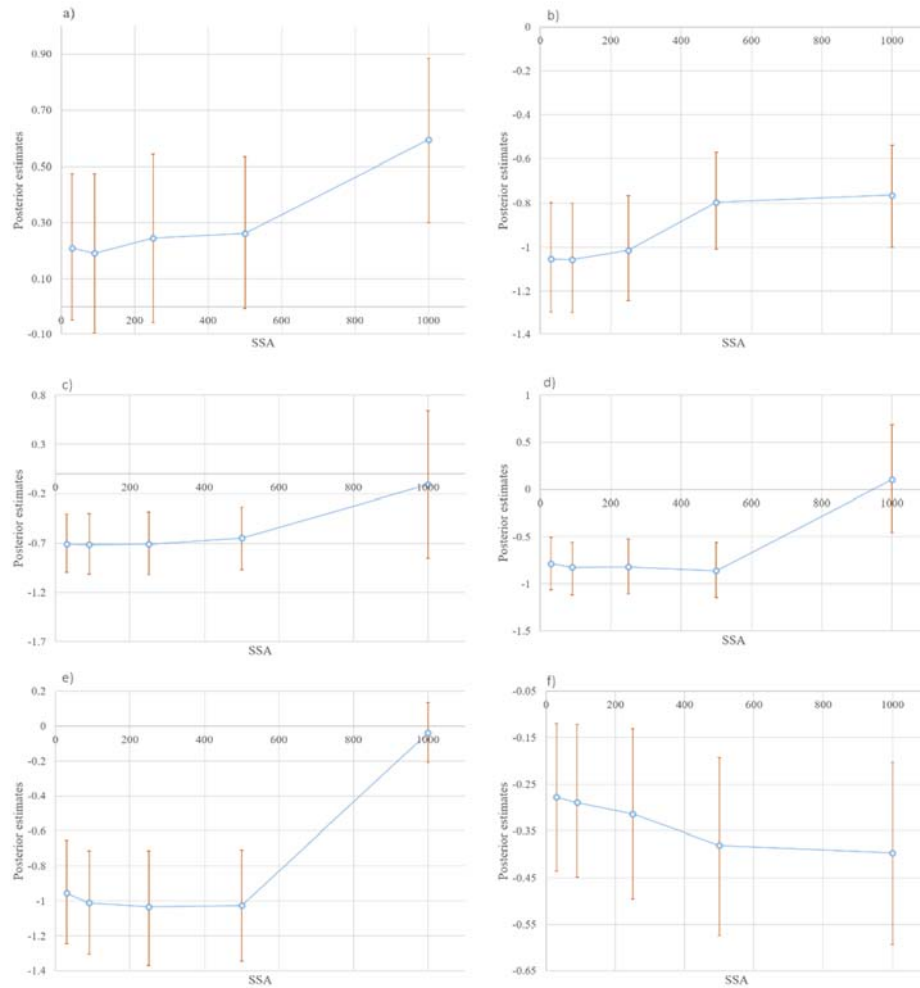 a)
0.90
0.70
0.50
0.30
0.10
-0.10
0 200 400 600 800 1000
Posterior estimates
SSA
b)
0
0 200 400 600 800 1000
-0.2
-0.4
-0.6
-0.8
-1
-1.2
-1.4
Posterior estimates
SSA
c)
0.8
0.3
-0.2
0 200 400 600 800 1000
-0.7
-1.2
-1.7
Posterior estimates
SSA
d)
1
0.5
0
0 200 400 600 800 1000
-0.5
-1
-1.5
Posterior estimates
SSA
e)
0.2
0
0 200 400 600 800 1000
-0.2
-0.4
-0.6
-0.8
-1
-1.2
-1.4
Posterior estimates
SSA
f)
-0.05
0 200 400 600 800 1000
-0.15
-0.25
-0.35
-0.45
-0.55
-0.65
Posterior estimates
SSA